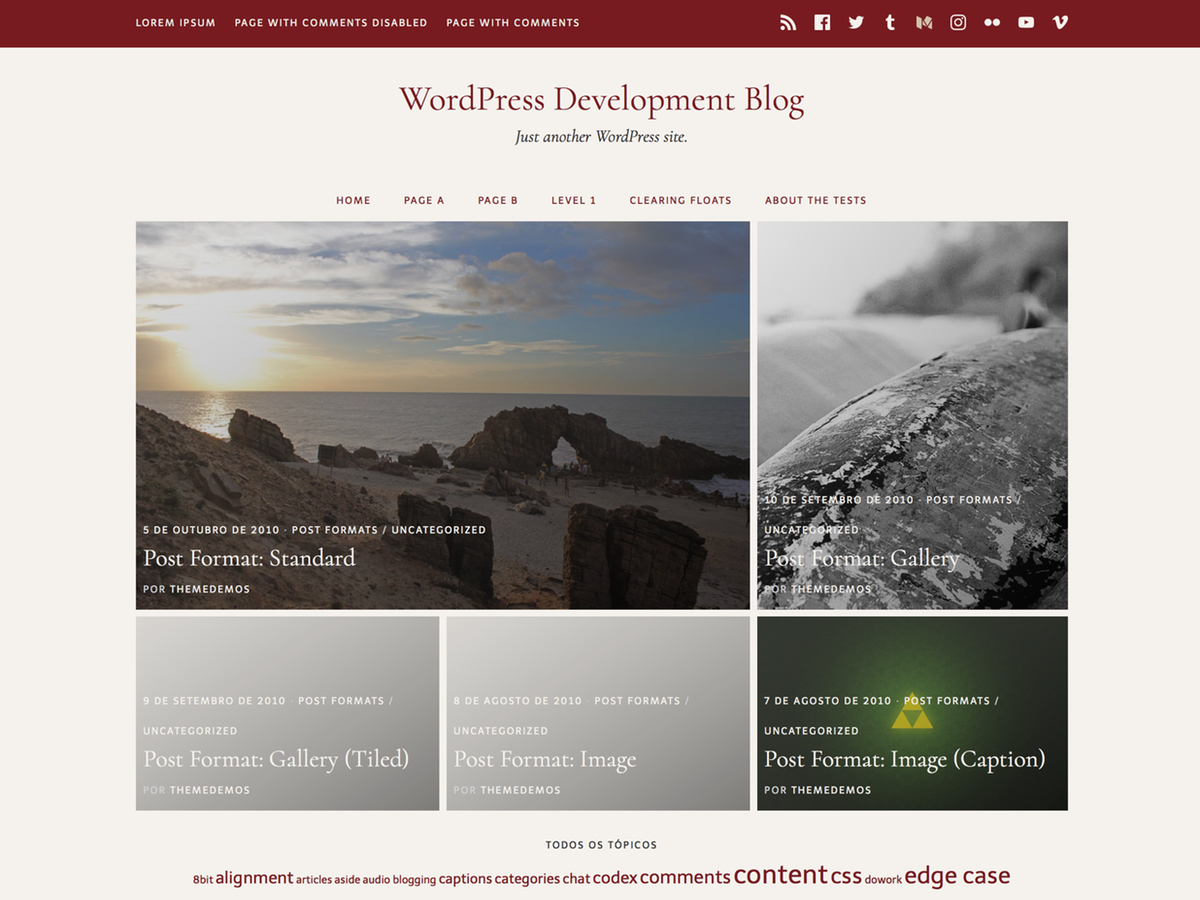 LOREM IPSUM PAGE WITH COMMENTS DISABLED PAGE WITH COMMENTS
WordPress Development Blog
Just another WordPress site.
HOME PAGE A PAGE B LEVEL 1 CLEARING FLOATS ABOUT THE TESTS
5 DE OUTUBRO DE 2010 · POST FORMATS / UNCATEGORIZED
Post Format: Standard
POR THEMEDEMOS
10 DE SETEMBRO DE 2010 · POST FORMATS /
UNCATEGORIZED
Post Format: Gallery
POR THEMEDEMOS
9 DE SETEMBRO DE 2010 · POST FORMATS /
UNCATEGORIZED
Post Format: Gallery (Tiled)
POR THEMEDEMOS
8 DE AGOSTO DE 2010 · POST FORMATS /
UNCATEGORIZED
Post Format: Image
POR THEMEDEMOS
7 DE AGOSTO DE 2010 · POST FORMATS /
UNCATEGORIZED
Post Format: Image (Caption)
POR THEMEDEMOS
TODOS OS TÓPICOS
8bit alignment articles aside audio blogging captions categories chat codex comments content css dowork edge case